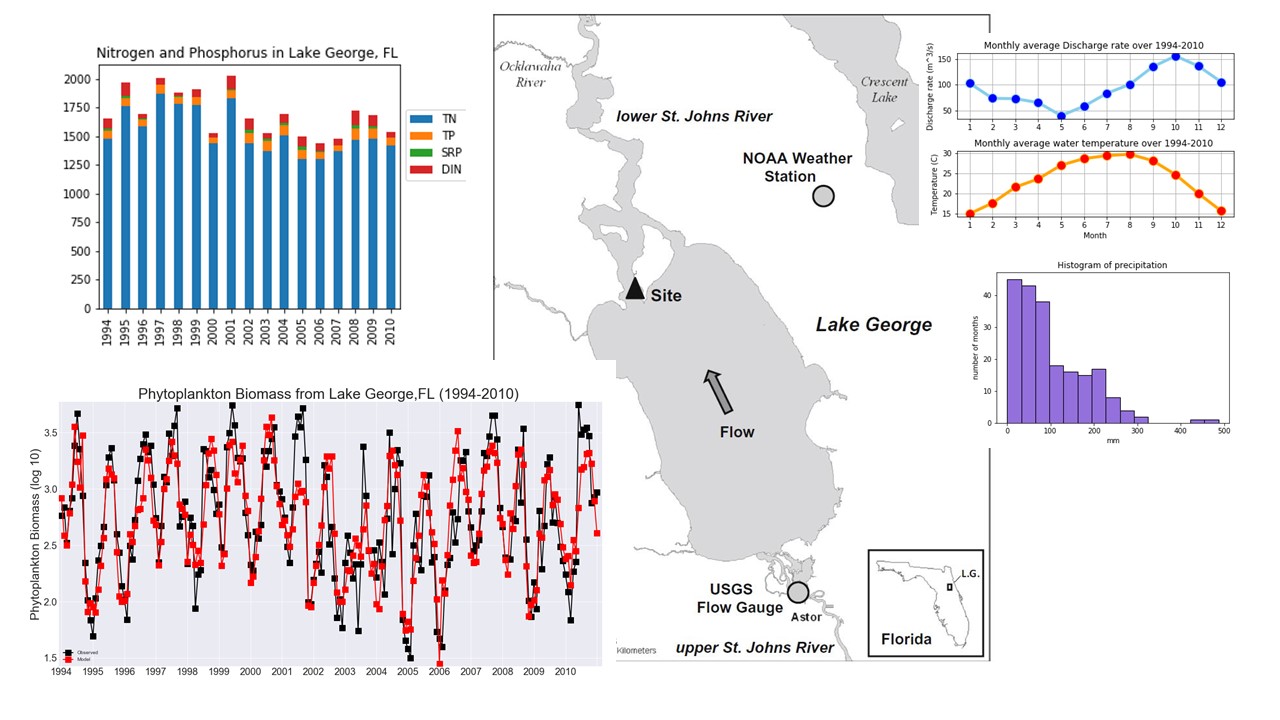 Nitrogen and Phosphorus in Lake George, FL
2000
1750
1500
1250
1000
750
500
250
0
1994
1995
1996
1997
1998
1999
2000
2001
2002
2003
2004
2005
2006
2007
2008
2009
2010
TN
TP
SRP
DIN
Ocklawaha
River
Crescent
Lake
lower St. Johns River
NOAA Weather
Station
Site
Lake George
Flow
USGS
Flow Gauge
Astor
Kilometers
upper St. Johns River
L.G.
Florida
Monthly average Discharge rate over 1994-2010
Discharge rate (m^3/s)
150
100
50
1 2 3 4 5 6 7 8 9 10 11 12
Monthly average water temperature over 1994-2010
Temperature (C)
30
25
20
15
1 2 3 4 5 6 7 8 9 10 11 12
Month
Histogram of precipitation
number of months
40
30
20
10
0
0 100 200 300 400 500
mm
Phytoplankton Biomass from Lake George,FL (1994-2010)
Phytoplankton Biomass (log 10)
3.5
3.0
2.5
2.0
1.5
Observed
Model
1994 1995 1996 1997 1998 1999 2000 2001 2002 2003 2004 2005 2006 2007 2008 2009 2010